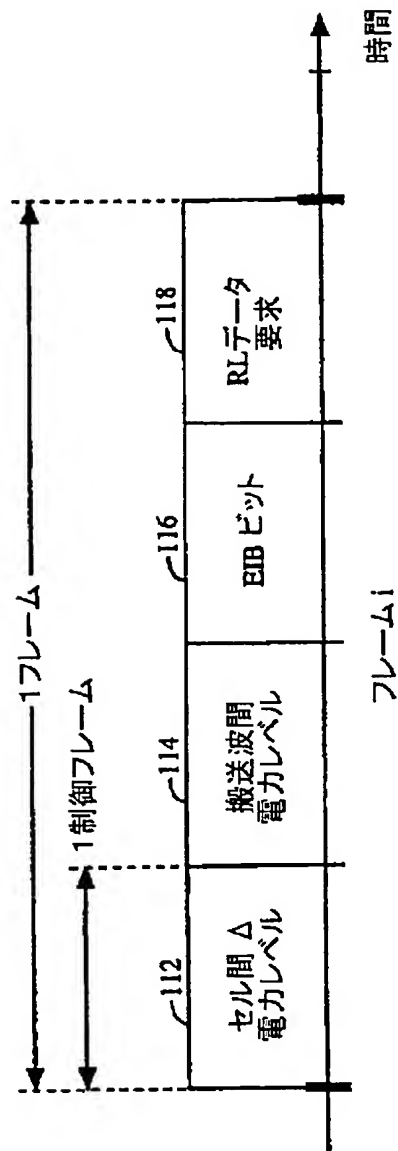 1フレーム
1制御フレーム
112
114
116
118
セル間 Δ
電力レベル
搬送波間
電力レベル
EIB ビット
RLデータ
要求
時間
フレーム i